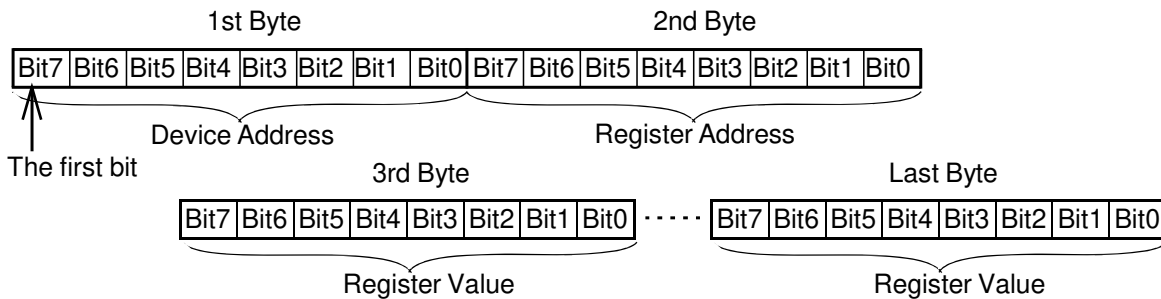 1st Byte 2nd Byte
Bit7 Bit6 Bit5 Bit4 Bit3 Bit2 Bit1 Bit0 Bit7 Bit6 Bit5 Bit4 Bit3 Bit2 Bit1 Bit0
Device Address Register Address
The first bit
3rd Byte Last Byte
Bit7 Bit6 Bit5 Bit4 Bit3 Bit2 Bit1 Bit0 ..... Bit7 Bit6 Bit5 Bit4 Bit3 Bit2 Bit1 Bit0
Register Value Register Value